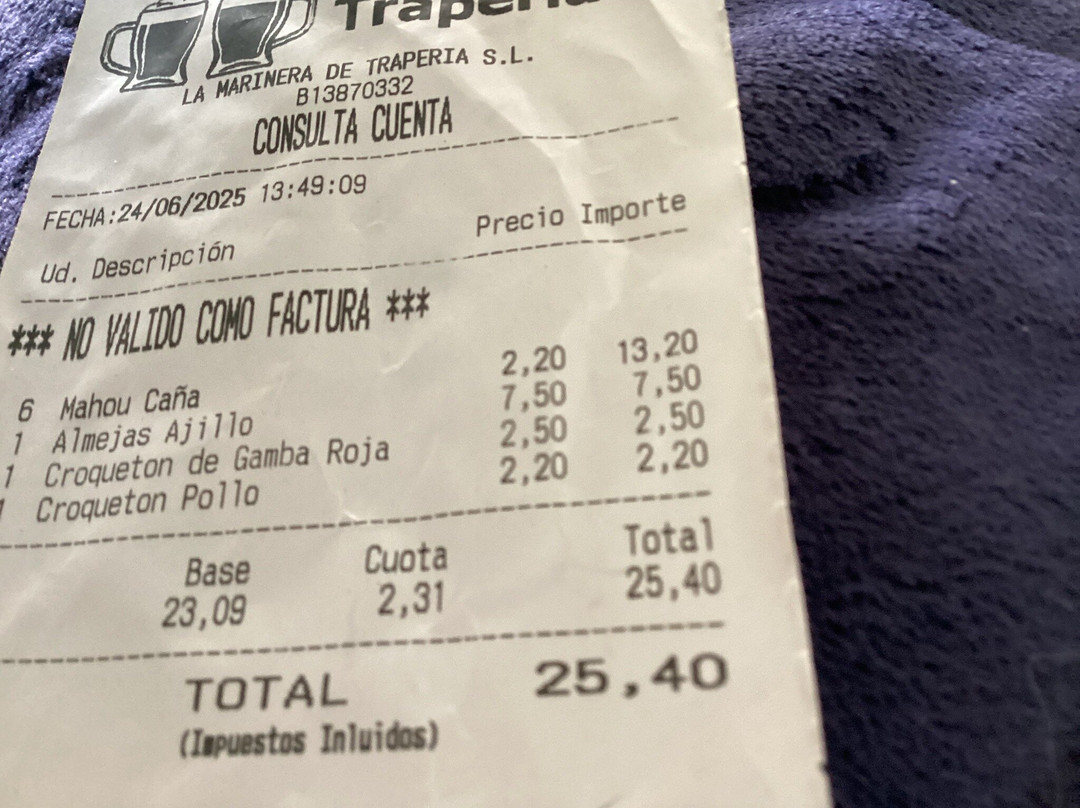 Traperia
LA MARINERA DE TRAPERIA S.L.
B13870332
CONSULTA CUENTA
FECHA:24/06/2025 13:49:09
Ud. Descripción Precio Importe
*** NO VALIDO COMO FACTURA ***
6 Mahou Caña 2,20 13,20
1 Almejas Ajillo 7,50 7,50
1 Croqueton de Gamba Roja 2,50 2,50
1 Croqueton Pollo 2,20 2,20
Base Cuota Total
23,09 2,31 25,40
TOTAL 25,40
(Impuestos Inluidos)